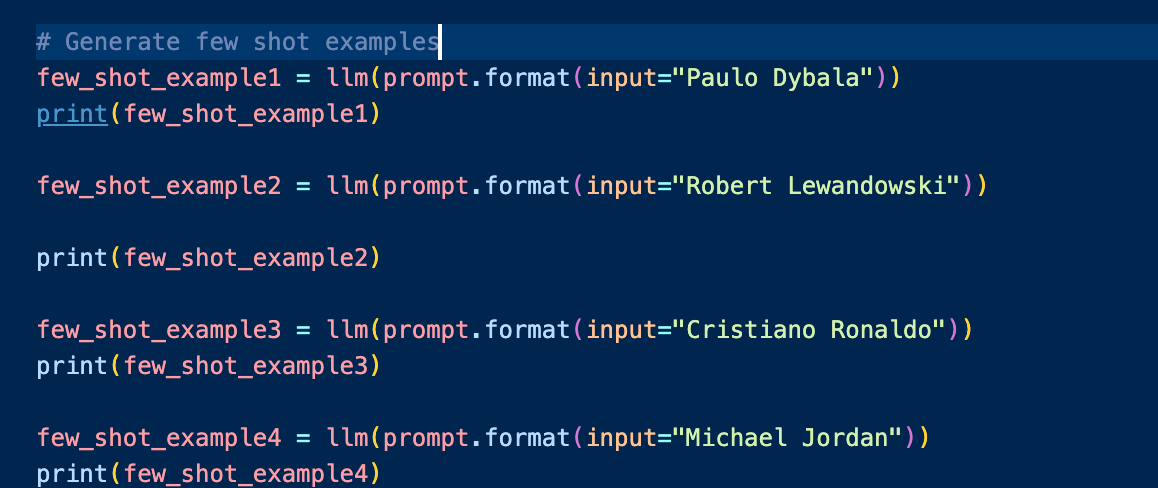 # Generate few shot examples
few_shot_example1 = llm(prompt.format(input="Paulo Dybala"))
print(few_shot_example1)
few_shot_example2 = llm(prompt.format(input="Robert Lewandowski"))
print(few_shot_example2)
few_shot_example3 = llm(prompt.format(input="Cristiano Ronaldo"))
print(few_shot_example3)
few_shot_example4 = llm(prompt.format(input="Michael Jordan"))
print(few_shot_example4)